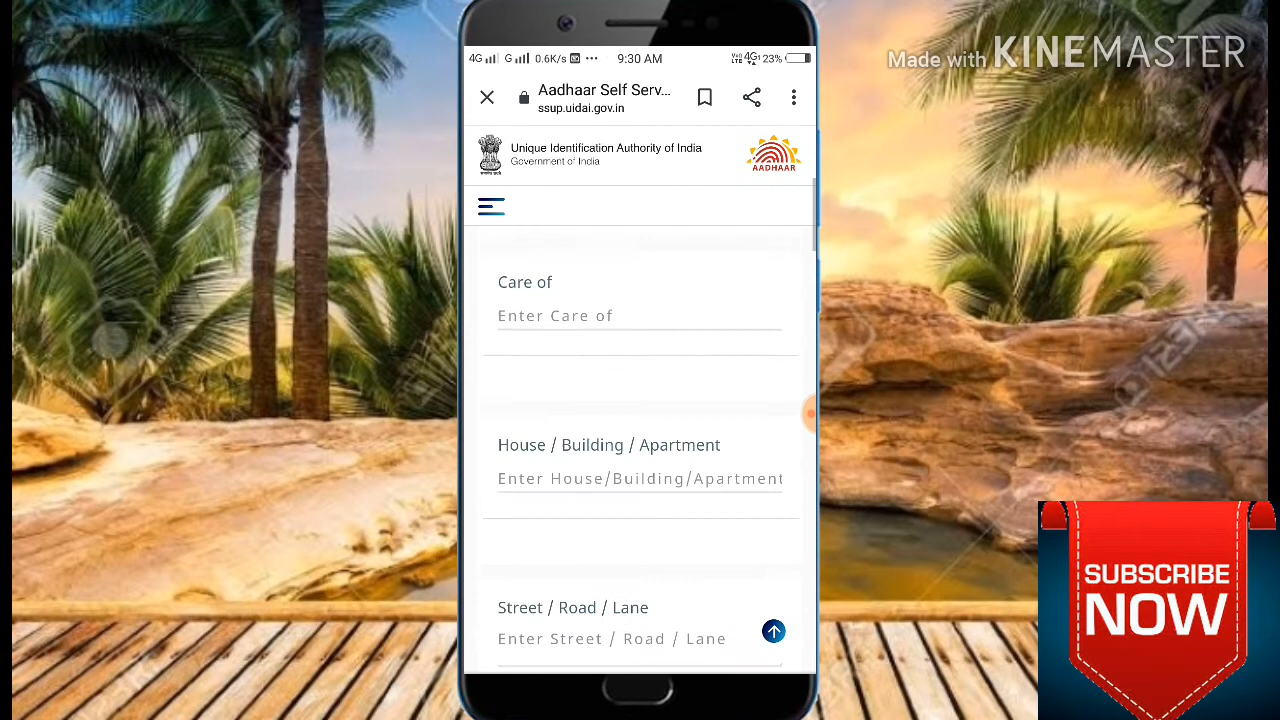 Made with KINEMASTER
4G G 0.6K/s 9:30 AM 4G 23%
Aadhaar Self Serv...
ssup.uidai.gov.in
Unique Identification Authority of India
Government of India
AADHAAR
Care of
Enter Care of
House / Building / Apartment
Enter House/Building/Apartment
Street / Road / Lane
Enter Street / Road / Lane
SUBSCRIBE
NOW